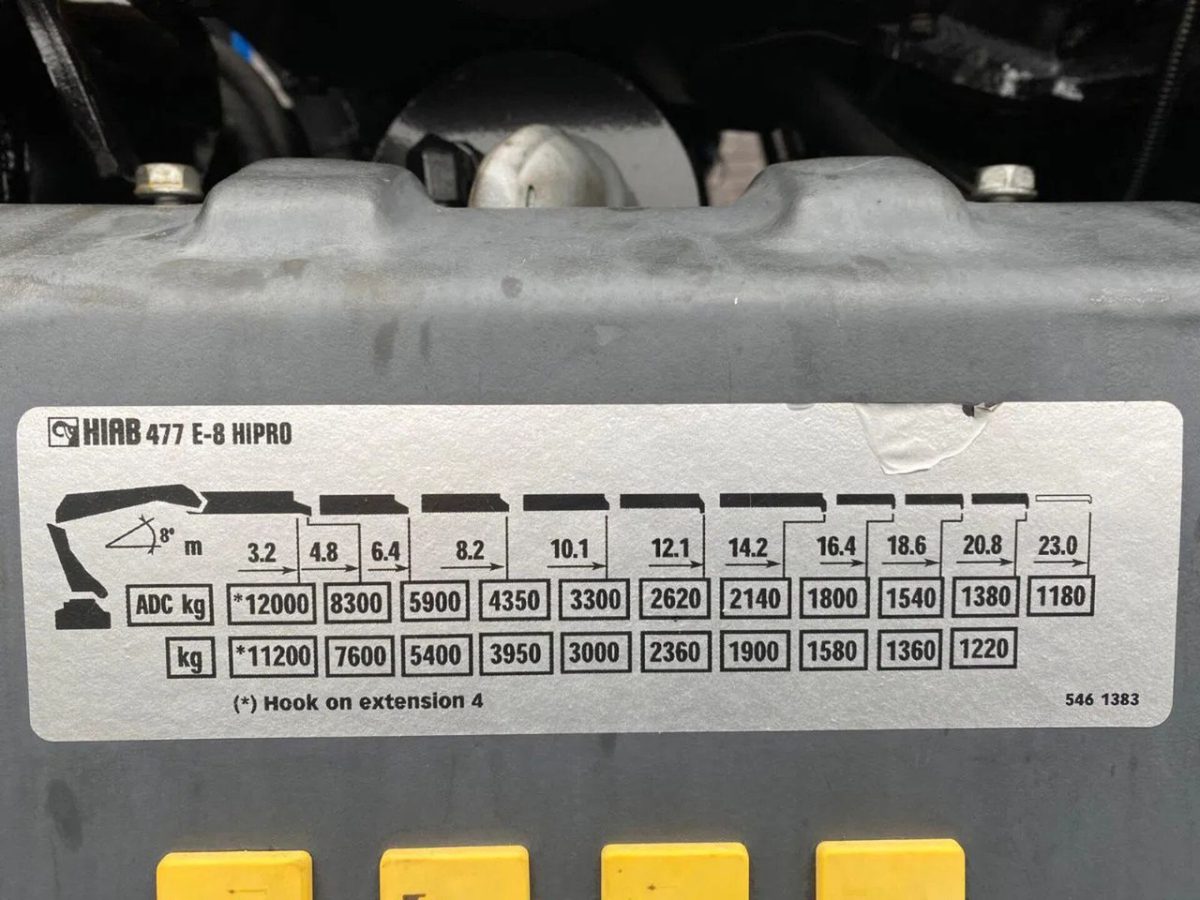 HIAB 477 E-8 HIPRO
8° m 3.2 4.8 6.4 8.2 10.1 12.1 14.2 16.4 18.6 20.8 23.0
ADC kg *12000 8300 5900 4350 3300 2620 2140 1800 1540 1380 1180
kg *11200 7600 5400 3950 3000 2360 1900 1580 1360 1220
(*) Hook on extension 4 546 1383